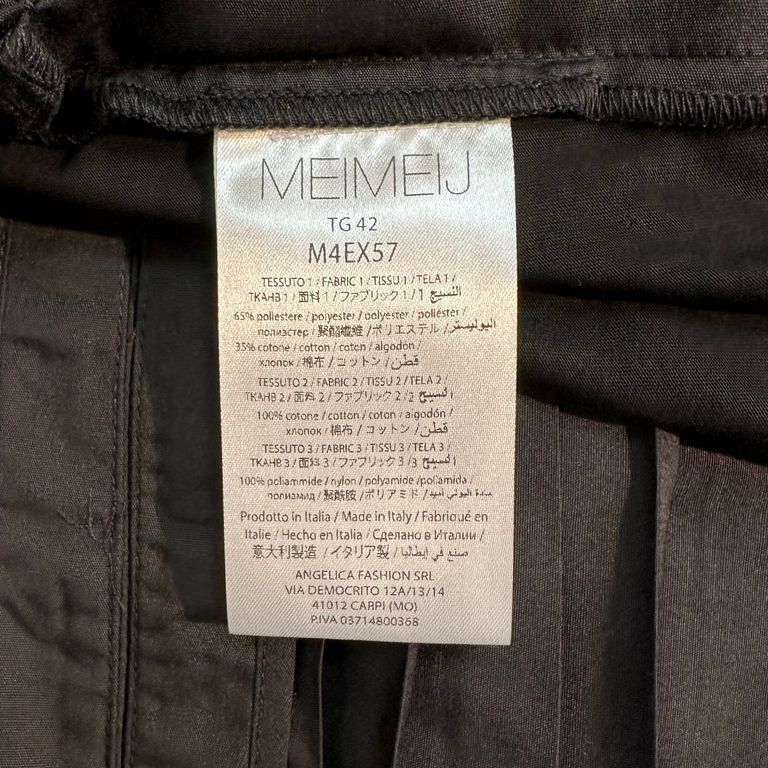 MEIMEIJ
TG 42
M4EX57
TESSUTO 1 / FABRIC 1 / TISSU 1 / TELA 1 /
ТКАНЬ 1 / 面料 1 / ファブリック 1 / النسيج 1
65% poliestere / polyester / polyester / poliéster /
полиэстер / 聚酯纖維 / ポリエステル / البوليستر
35% cotone / cotton / coton / algodon /
хлопок / 棉布 / コットン / قطن
TESSUTO 2 / FABRIC 2 / TISSU 2 / TELA 2 /
ТКАНЬ 2 / 面料 2 / ファブリック 2 / النسيج 2
100% cotone / cotton / coton / algodón /
хлопок / 棉布 / コットン / قطن
TESSUTO 3 / FABRIC 3 / TISSU 3 / TELA 3 /
ТКАНЬ 3 / 面料 3 / ファブリック 3 / النسيج 3
100% poliammide / nylon / polyamide / poliamida /
полиамид / 聚酰胺 / ポリアミド / مادة البولي أميد
Prodotto in Italia / Made in Italy / Fabriqué en
Italie / Hecho en Italia / Сделано в Италии /
意大利製造 / イタリア製 / صنع في إيطاليا
ANGELICA FASHION SRL
VIA DEMOCRITO 12A/13/14
41012 CARPI (MO)
P.IVA 03714800368